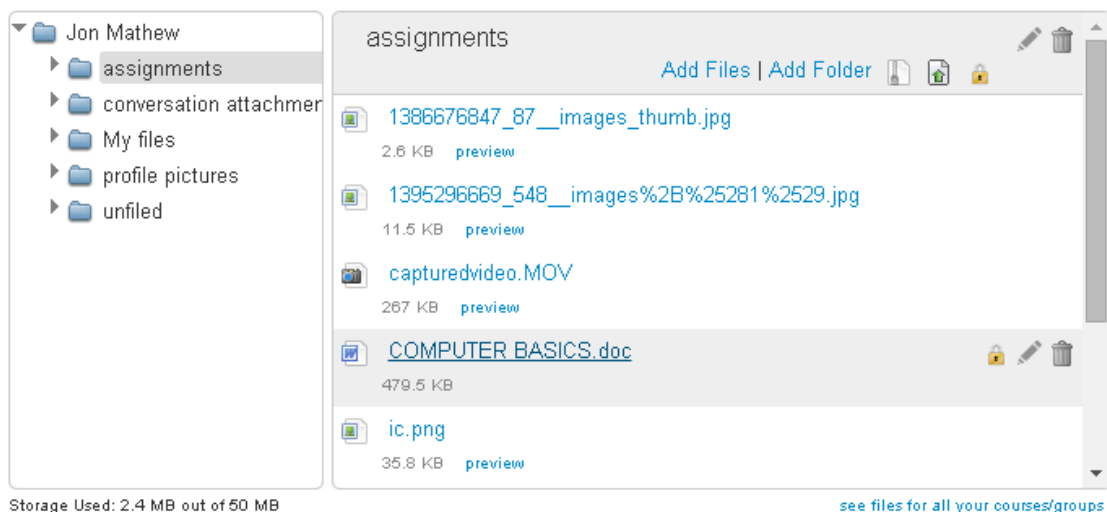 Jon Mathew
assignments
conversation attachmen
My files
profile pictures
unfiled
assignments
Add Files | Add Folder
1386676847_87__images_thumb.jpg
2.6 KB preview
1395296669_548__images%2B%25281%2529.jpg
11.5 KB preview
capturedvideo.MOV
267 KB preview
COMPUTER BASICS.doc
479.5 KB
ic.png
35.8 KB preview
Storage Used: 2.4 MB out of 50 MB
see files for all your courses/groups